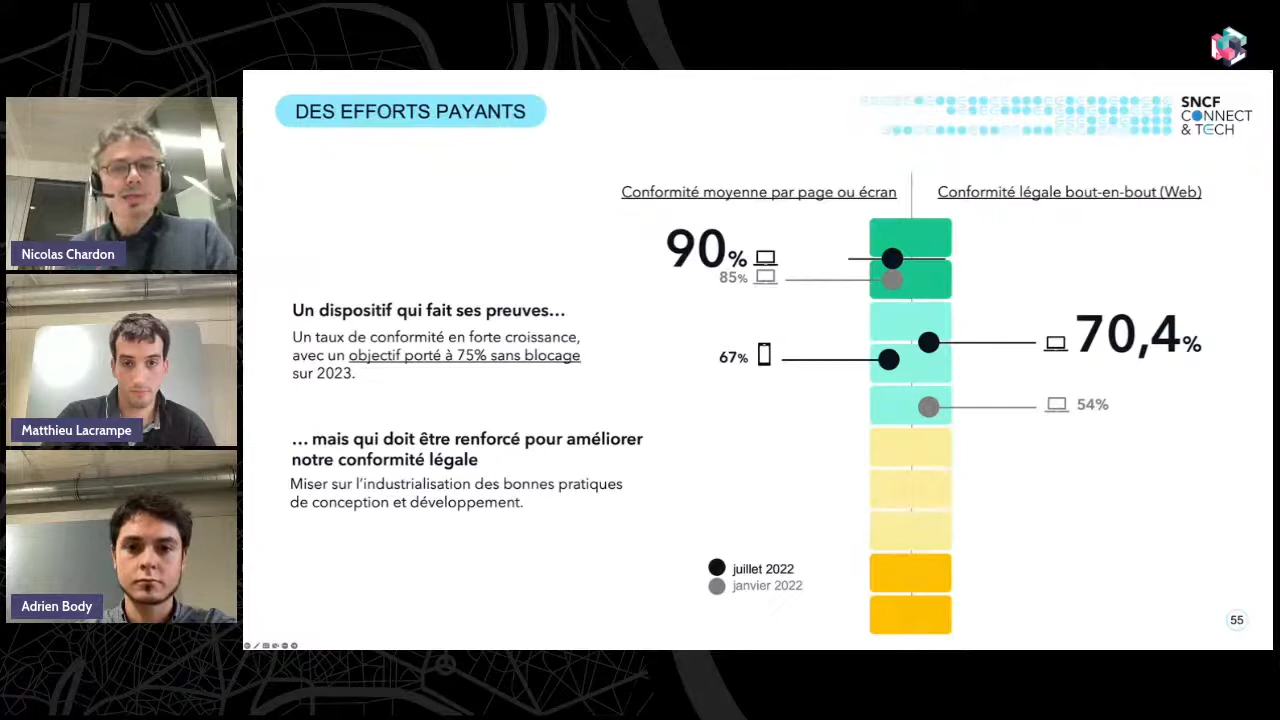 DES EFFORTS PAYANTS
SNCF
CONNECT
& TECH
Nicolas Chardon
Matthieu Lacrampe
Adrien Body
Conformité moyenne par page ou écran
Conformité légale bout-en-bout (Web)
90%
85%
67%
70,4%
54%
Un dispositif qui fait ses preuves…
Un taux de conformité en forte croissance,
avec un objectif porté à 75% sans blocage
sur 2023.
… mais qui doit être renforcé pour améliorer
notre conformité légale
Miser sur l’industrialisation des bonnes pratiques
de conception et développement.
juillet 2022
janvier 2022
55